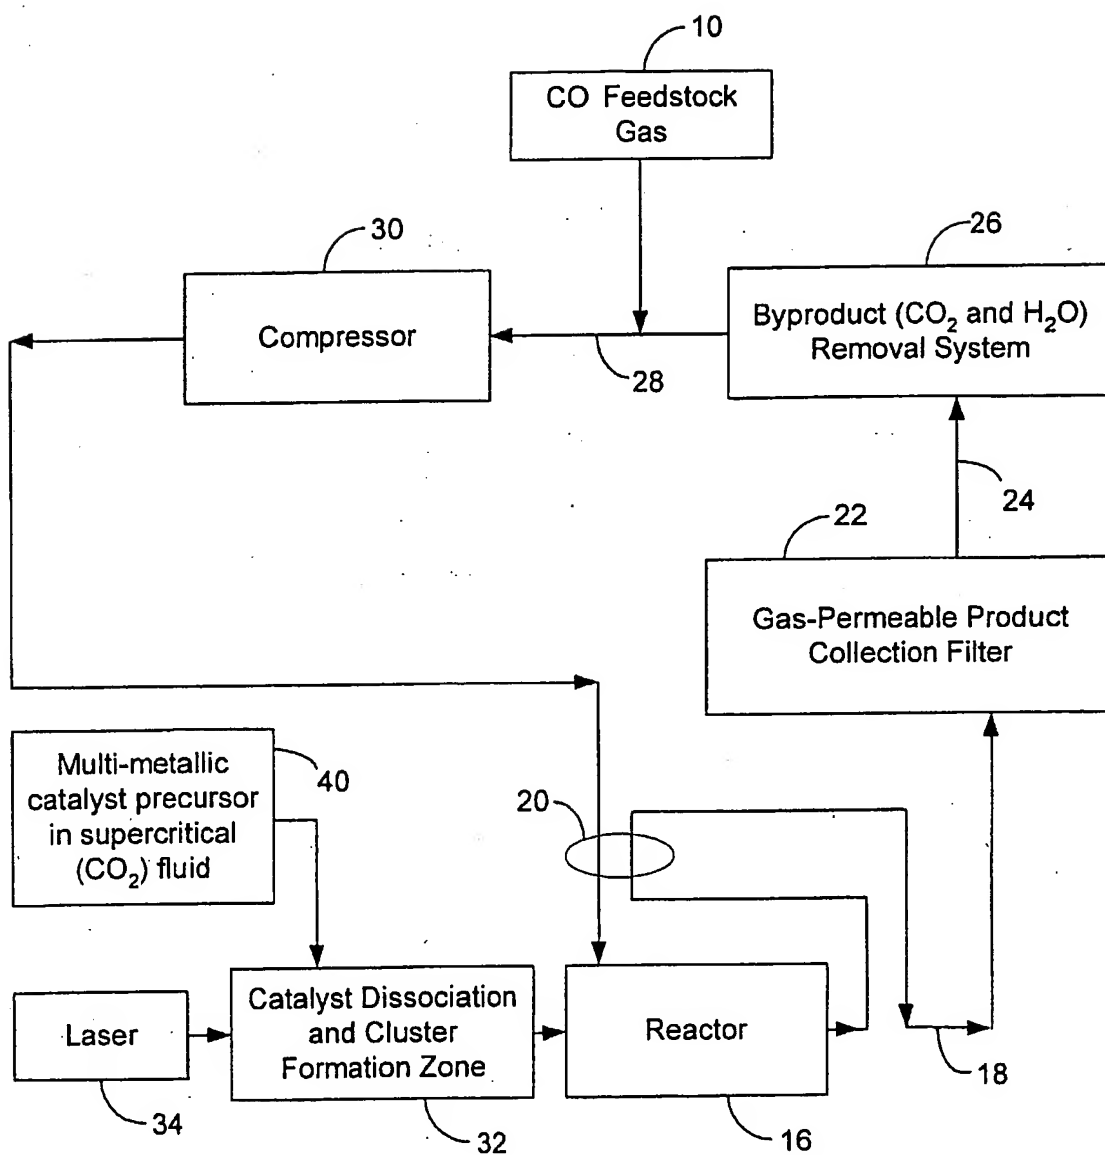 10
CO Feedstock
Gas
30
26
Compressor
Byproduct (CO₂ and H₂O)
Removal System
28
24
22
Gas-Permeable Product
Collection Filter
Multi-metallic
catalyst precursor
in supercritical
(CO₂) fluid
40
20
Laser
Catalyst Dissociation
and Cluster
Formation Zone
Reactor
18
34
32
16